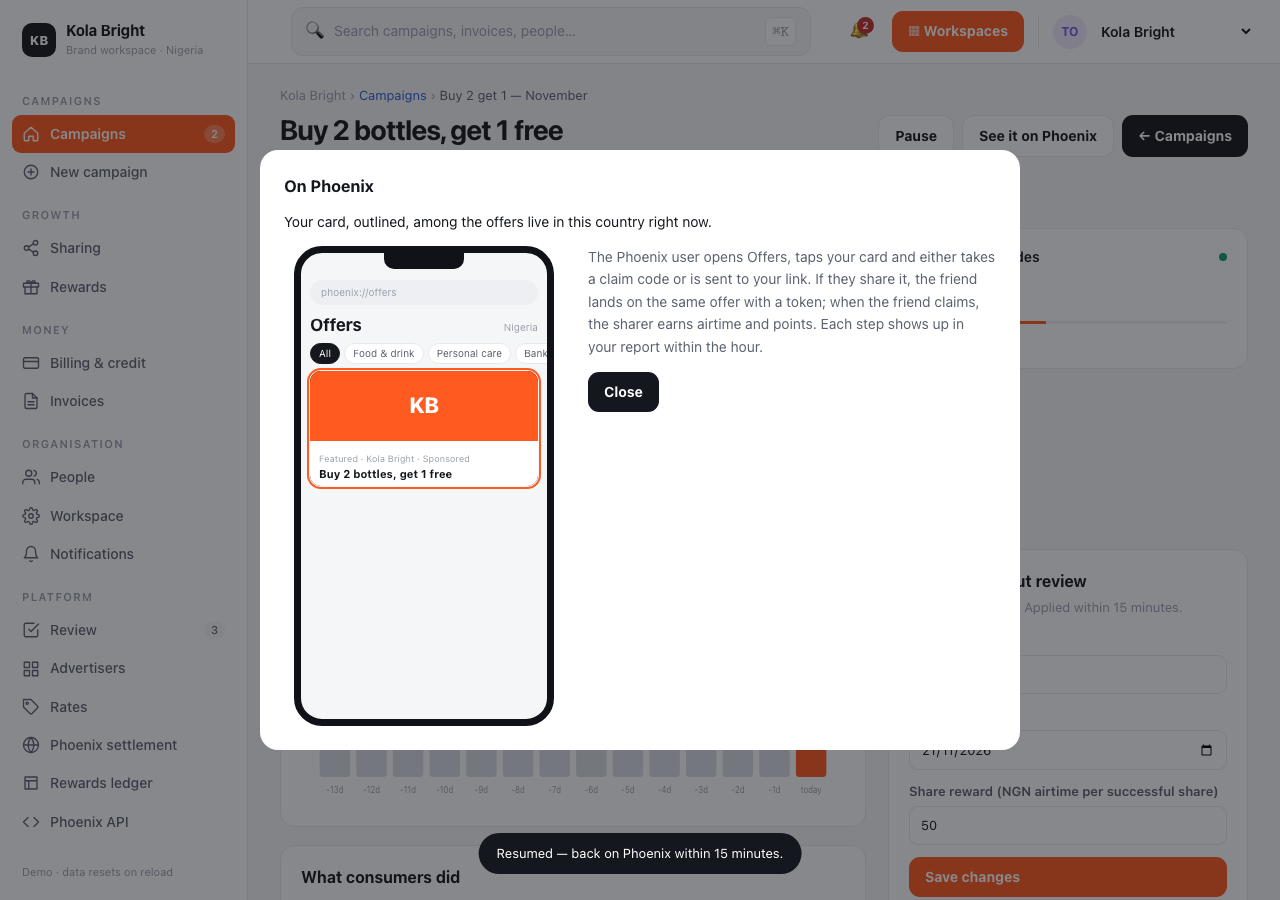 KB
Kola Bright
Brand workspace · Nigeria
CAMPAIGNS
Campaigns 2
New campaign
GROWTH
Sharing
Rewards
MONEY
Billing & credit
Invoices
ORGANISATION
People
Workspace
Notifications
PLATFORM
Review 3
Advertisers
Rates
Phoenix settlement
Rewards ledger
Phoenix API
Demo · data resets on reload
Search campaigns, invoices, people… ⌘K
2
Workspaces
TO Kola Bright
Kola Bright › Campaigns › Buy 2 get 1 — November
Buy 2 bottles, get 1 free
Pause
See it on Phoenix
← Campaigns
On Phoenix
Your card, outlined, among the offers live in this country right now.
phoenix://offers
Offers Nigeria
All Food & drink Personal care Bank
KB
Featured · Kola Bright · Sponsored
Buy 2 bottles, get 1 free
The Phoenix user opens Offers, taps your card and either takes
a claim code or is sent to your link. If they share it, the friend
lands on the same offer with a token; when the friend claims,
the sharer earns airtime and points. Each step shows up in
your report within the hour.
Close
review
Applied within 15 minutes.
21/11/2026
Share reward (NGN airtime per successful share)
50
Save changes
-13d -12d -11d -10d -9d -8d -7d -6d -5d -4d -3d -2d -1d today
What consumers did
Resumed — back on Phoenix within 15 minutes.